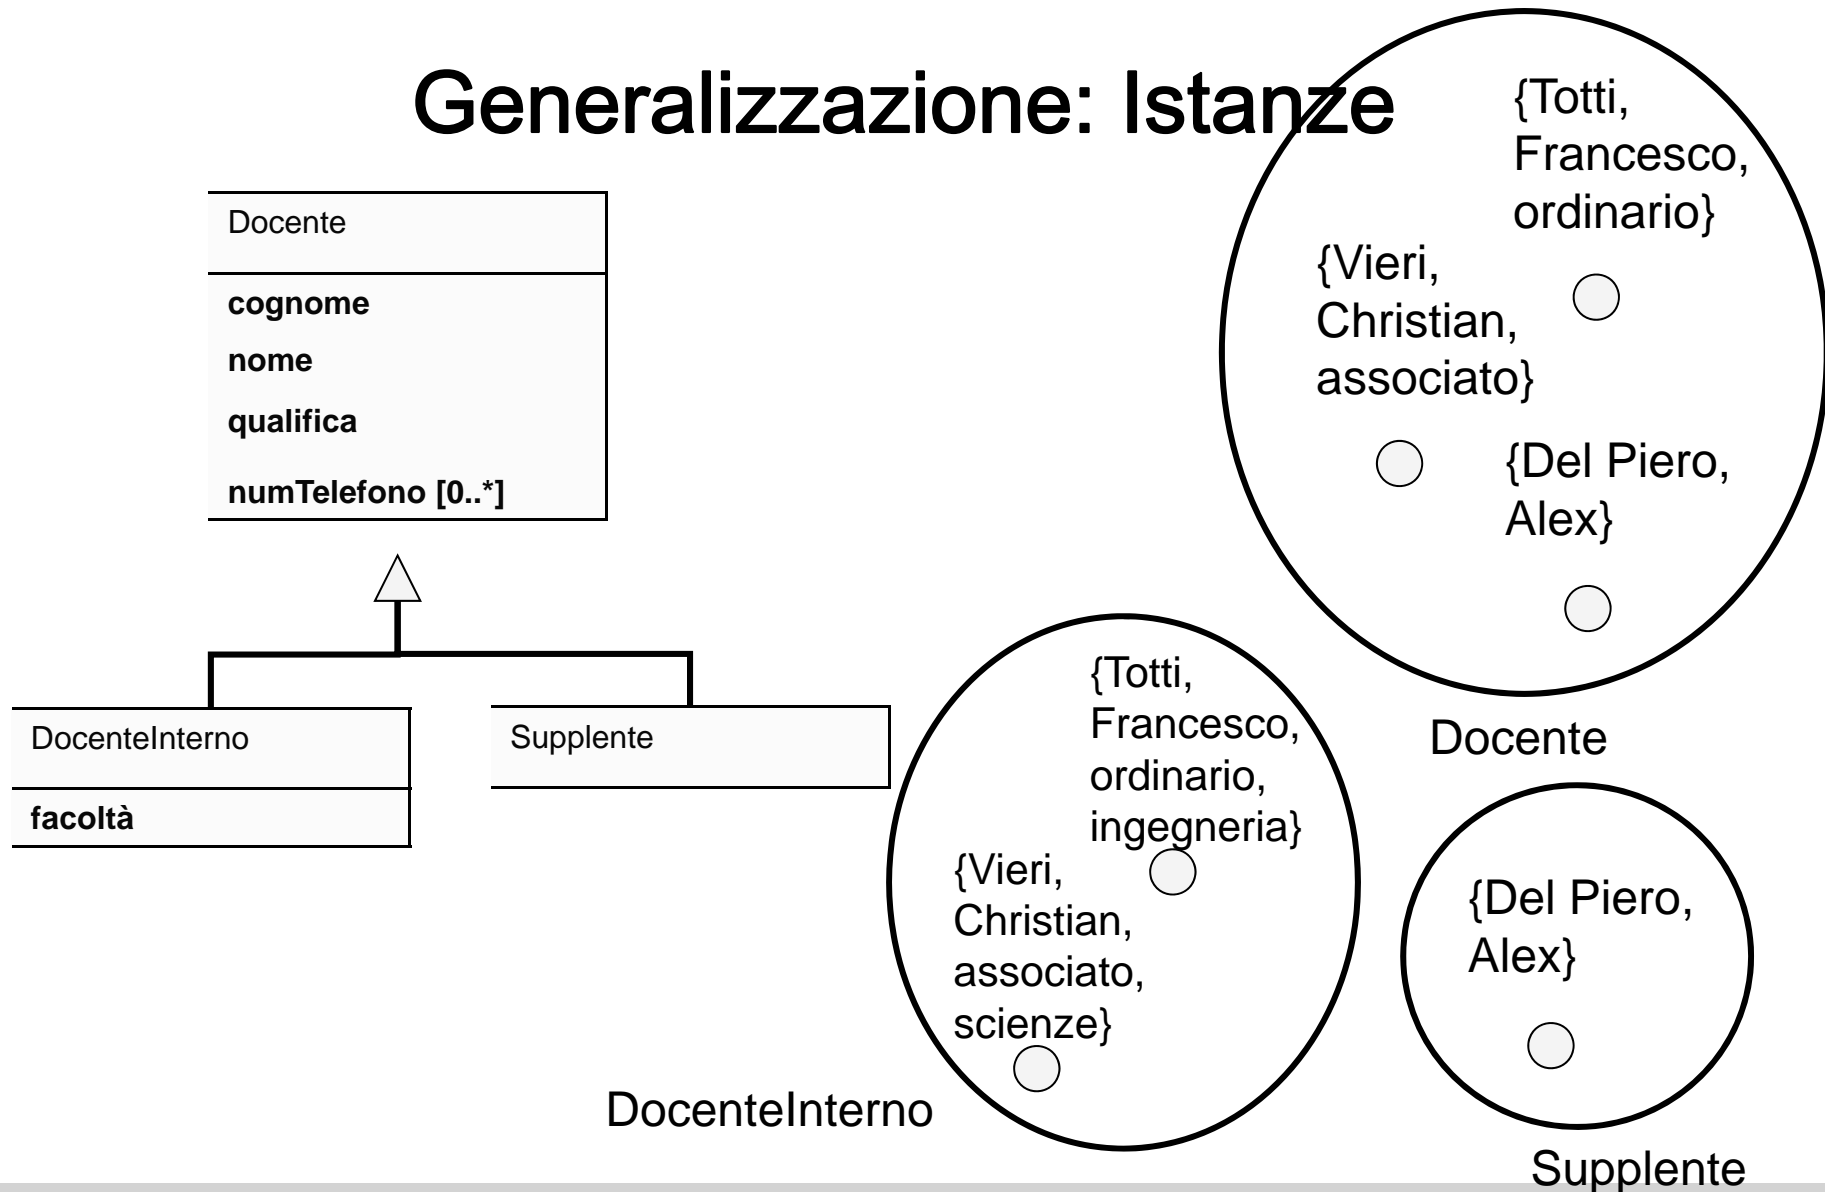 Generalizzazione: Istanze
Docente
cognome
nome
qualifica
numTelefono [0..*]
DocenteInterno
facoltà
Supplente
{Totti,
Francesco,
ordinario}
{Vieri,
Christian,
associato}
{Del Piero,
Alex}
Docente
{Totti,
Francesco,
ordinario,
ingegneria}
{Vieri,
Christian,
associato,
scienze}
DocenteInterno
{Del Piero,
Alex}
Supplente